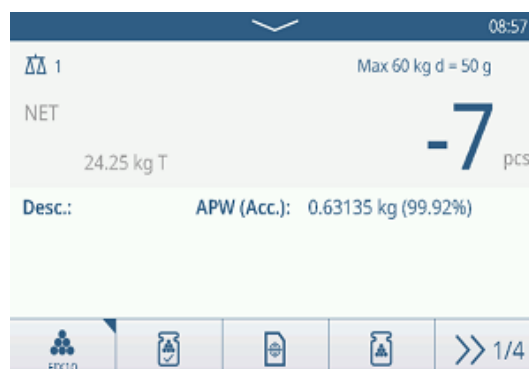 08:57
1 Max 60 kg d = 50 g
NET
-7 pcs
24.25 kg T
Desc.: APW (Acc.): 0.63135 kg (99.92%)
1/4